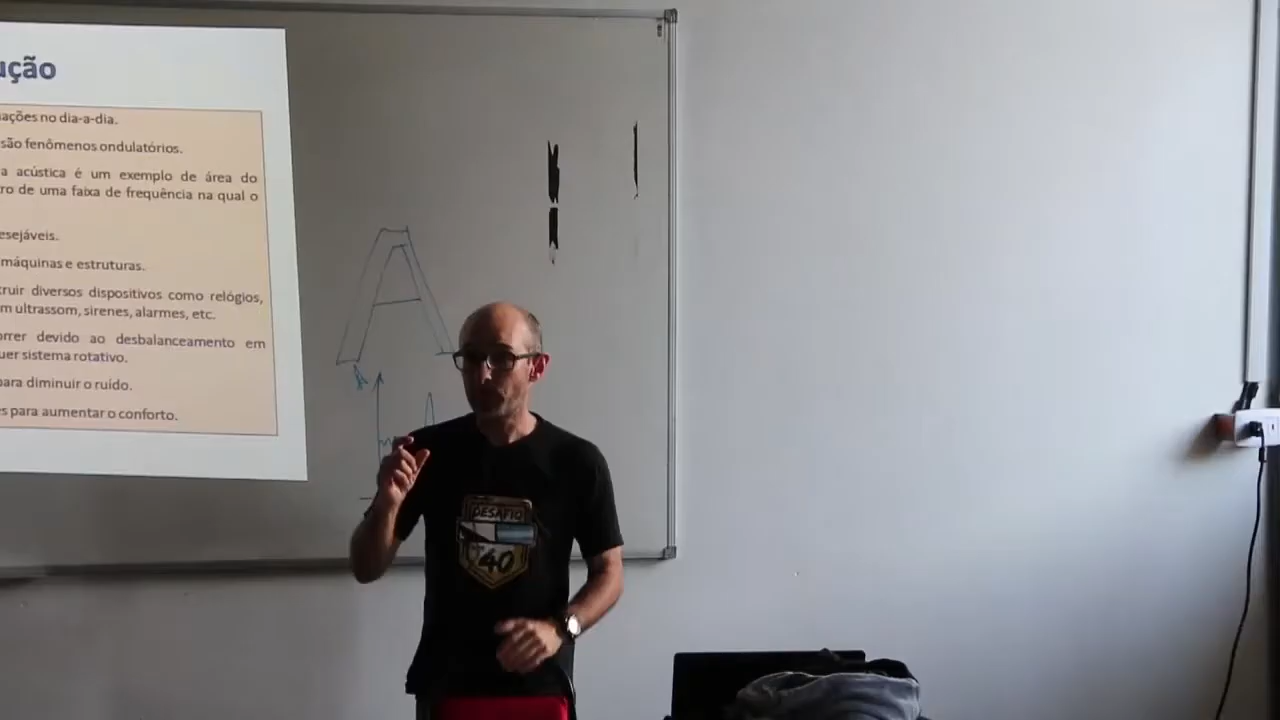 ução
ações no dia-a-dia.
são fenômenos ondulatórios.
a acústica é um exemplo de área do
ro de uma faixa de frequência na qual o
esejáveis.
máquinas e estruturas.
truir diversos dispositivos como relógios,
m ultrassom, sirenes, alarmes, etc.
orrer devido ao desbalanceamento em
uer sistema rotativo.
para diminuir o ruído.
s para aumentar o conforto.
A
DESAFIO
40